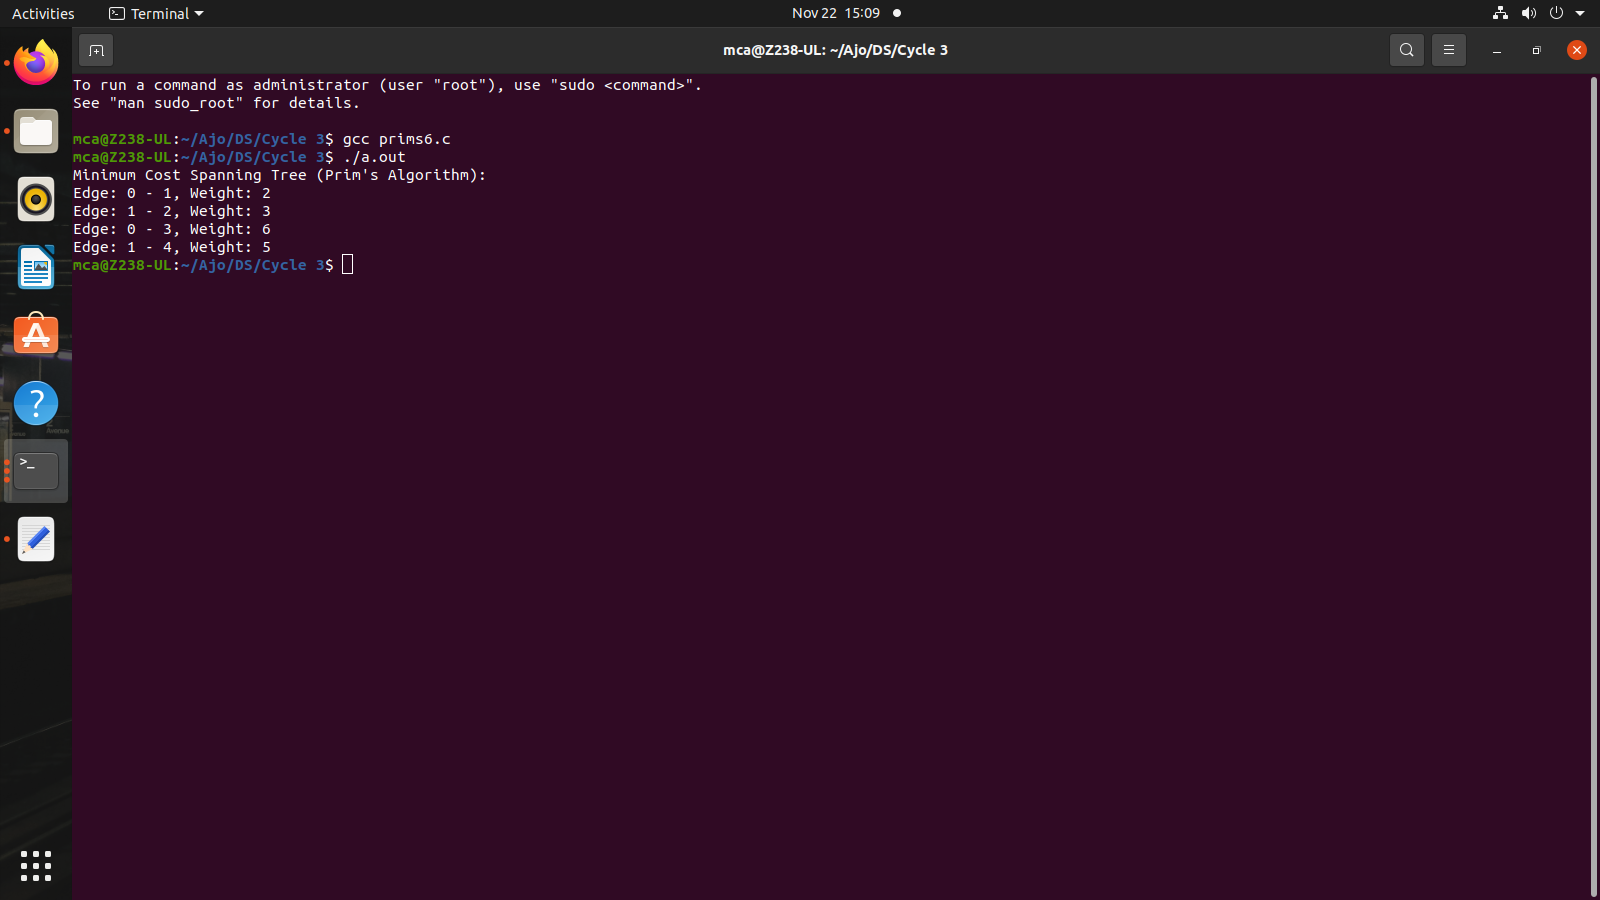 Activities
Terminal
Nov 22 15:09
mca@Z238-UL: ~/Ajo/DS/Cycle 3
To run a command as administrator (user "root"), use "sudo <command>".
See "man sudo_root" for details.
mca@Z238-UL:~/Ajo/DS/Cycle 3$ gcc prims6.c
mca@Z238-UL:~/Ajo/DS/Cycle 3$ ./a.out
Minimum Cost Spanning Tree (Prim's Algorithm):
Edge: 0 - 1, Weight: 2
Edge: 1 - 2, Weight: 3
Edge: 0 - 3, Weight: 6
Edge: 1 - 4, Weight: 5
mca@Z238-UL:~/Ajo/DS/Cycle 3$